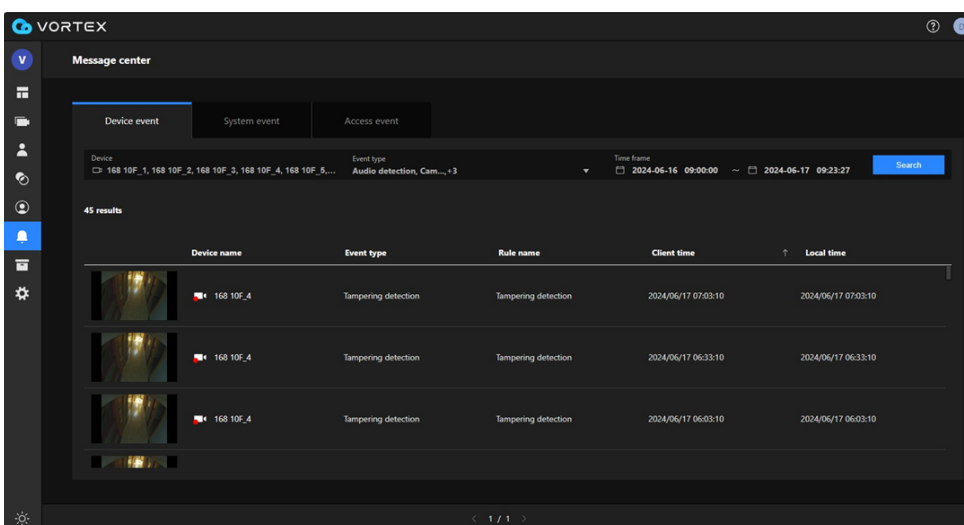 VORTEX
V
Message center
Device event
System event
Access event
Device
168 10F_1, 168 10F_2, 168 10F_3, 168 10F_4, 168 10F_5,...
Event type
Audio detection, Cam...,+3
Time frame
2024-06-16 09:00:00 ~ 2024-06-17 09:23:27
Search
45 results
Device name Event type Rule name Client time Local time
168 10F_4 Tampering detection Tampering detection 2024/06/17 07:03:10 2024/06/17 07:03:10
168 10F_4 Tampering detection Tampering detection 2024/06/17 06:33:10 2024/06/17 06:33:10
168 10F_4 Tampering detection Tampering detection 2024/06/17 06:03:10 2024/06/17 06:03:10
< 1 / 1 >